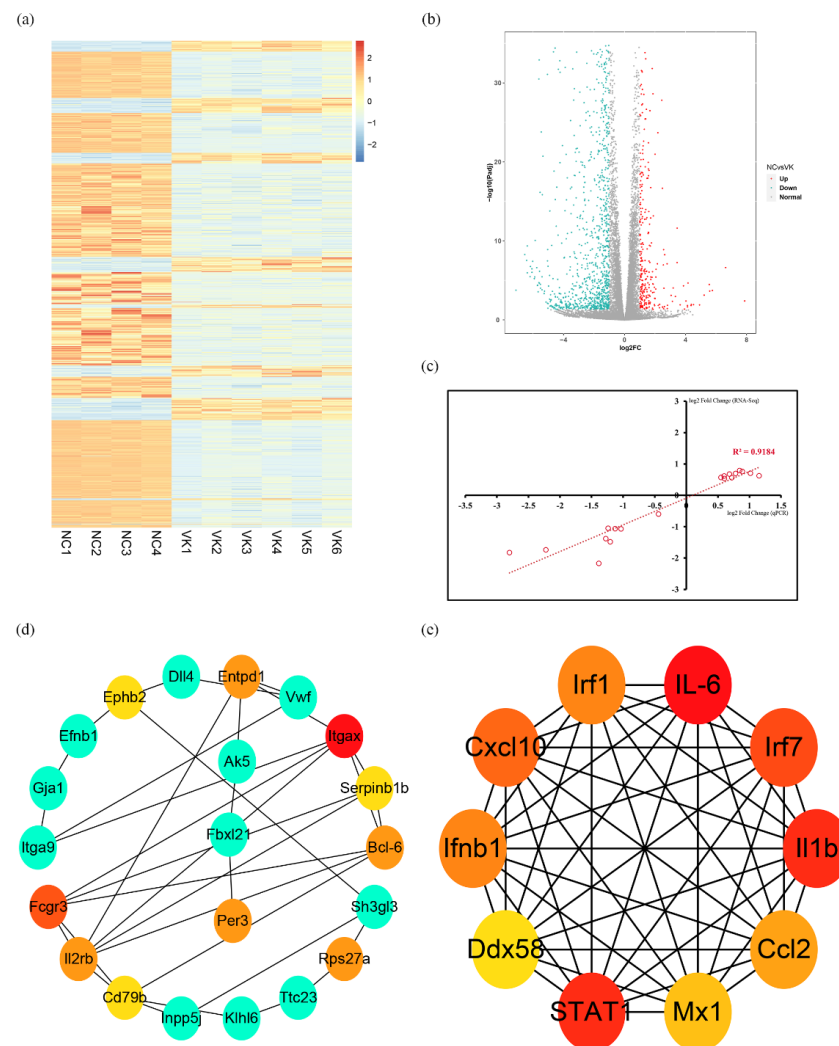 (a)
2
1
0
−1
−2
NC1
NC2
NC3
NC4
VK1
VK2
VK3
VK4
VK5
VK6
(b)
30
20
10
0
−log10(Padj)
−4
0
4
8
log2FC
NCvsVK
Up
Down
Normal
(c)
log2 Fold Change (RNA-Seq)
R² = 0.9184
3
2
1
0
-1
-2
-3
-3.5
-2.5
-1.5
-0.5
0.5
1.5
log2 Fold Change (qPCR)
(d)
Dll4
Entpd1
Ephb2
Vwf
Efnb1
Itgax
Ak5
Gja1
Serpinb1b
Fbxl21
Itga9
Bcl-6
Fcgr3
Sh3gl3
Per3
Il2rb
Rps27a
Cd79b
Ttc23
Inpp5j
Klhl6
(e)
Irf1
IL-6
Cxcl10
Irf7
Ifnb1
Il1b
Ddx58
Ccl2
STAT1
Mx1